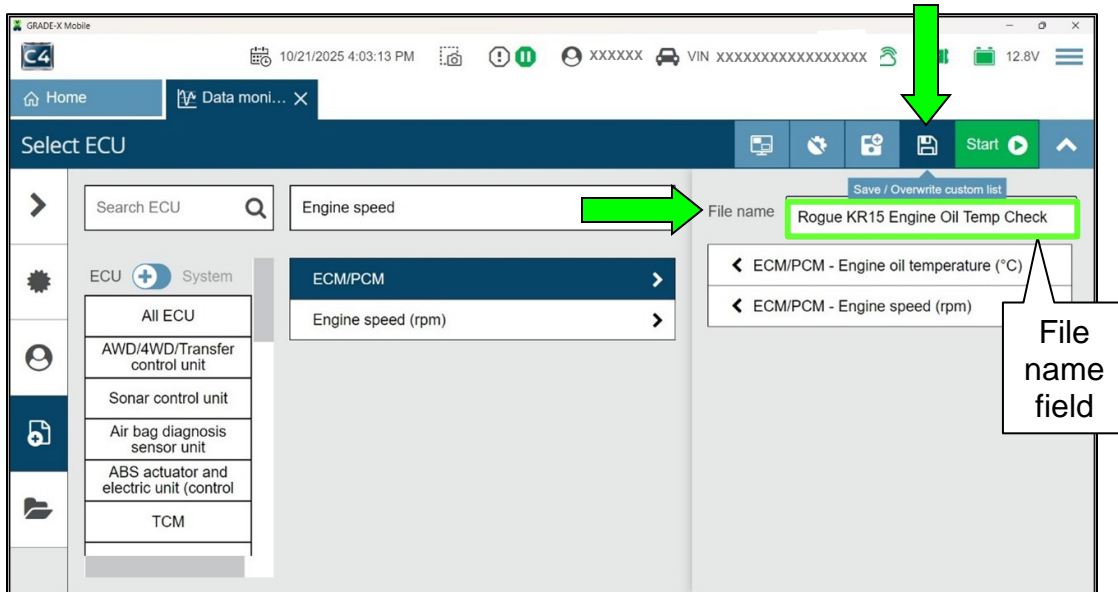 GRADE-X Mobile
C4
10/21/2025 4:03:13 PM
XXXXXX
VIN XXXXXXXXXXXXXXXXX
12.8V
Home
Data moni...
Select ECU
Start
Save / Overwrite custom list
Search ECU
Engine speed
File name
Rogue KR15 Engine Oil Temp Check
ECU
System
ECM/PCM
ECM/PCM - Engine oil temperature (°C)
All ECU
Engine speed (rpm)
ECM/PCM - Engine speed (rpm)
AWD/4WD/Transfer
control unit
Sonar control unit
Air bag diagnosis
sensor unit
ABS actuator and
electric unit (control
TCM
File
name
field